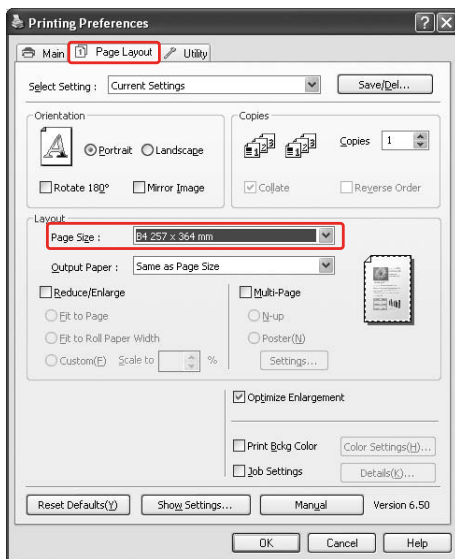 Printing Preferences
Main Page Layout Utility
Select Setting : Current Settings Save/Del...
Orientation
Portrait Landscape
Rotate 180° Mirror Image
Copies
Copies 1
Collate Reverse Order
Layout
Page Size : B4 257 x 364 mm
Output Paper : Same as Page Size
Reduce/Enlarge
Fit to Page
Fit to Roll Paper Width
Custom(F) Scale to %
Multi-Page
N-up
Poster(N)
Settings...
Optimize Enlargement
Print Bckg Color Color Settings(H)...
Job Settings Details(K)...
Reset Defaults(Y) Show Settings... Manual Version 6.50
OK Cancel Help